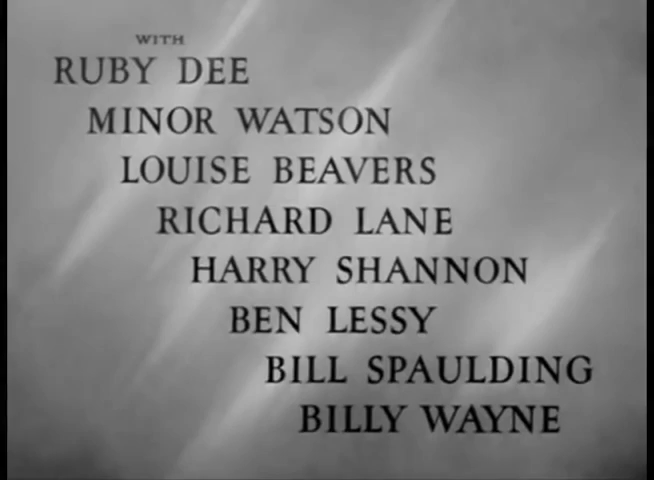 WITH
RUBY DEE
MINOR WATSON
LOUISE BEAVERS
RICHARD LANE
HARRY SHANNON
BEN LESSY
BILL SPAULDING
BILLY WAYNE